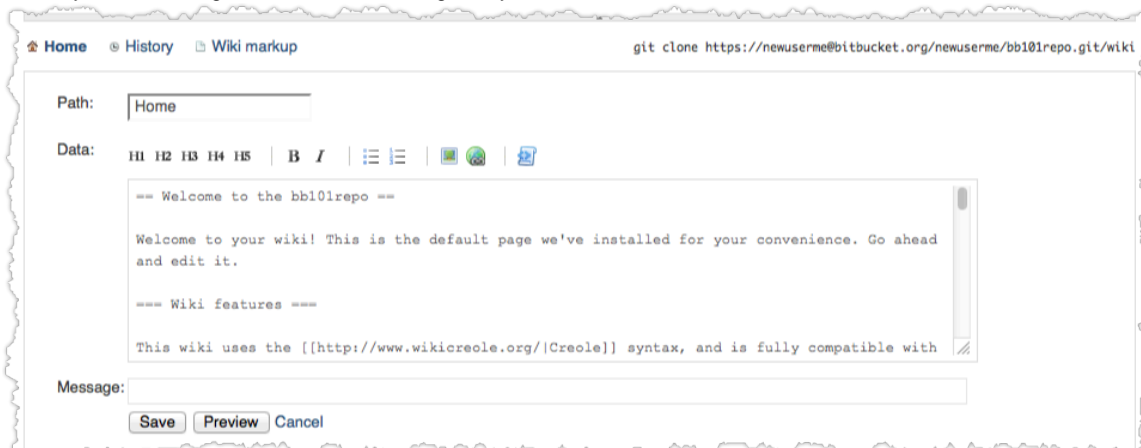 Home History Wiki markup git clone https://newuserme@bitbucket.org/newuserme/bb101repo.git/wiki
Path: Home
Data: H1 H2 H3 H4 H5 B I
== Welcome to the bb101repo ==
Welcome to your wiki! This is the default page we've installed for your convenience. Go ahead
and edit it.
=== Wiki features ===
This wiki uses the [[http://www.wikicreole.org/|Creole]] syntax, and is fully compatible with
Message:
Save Preview Cancel